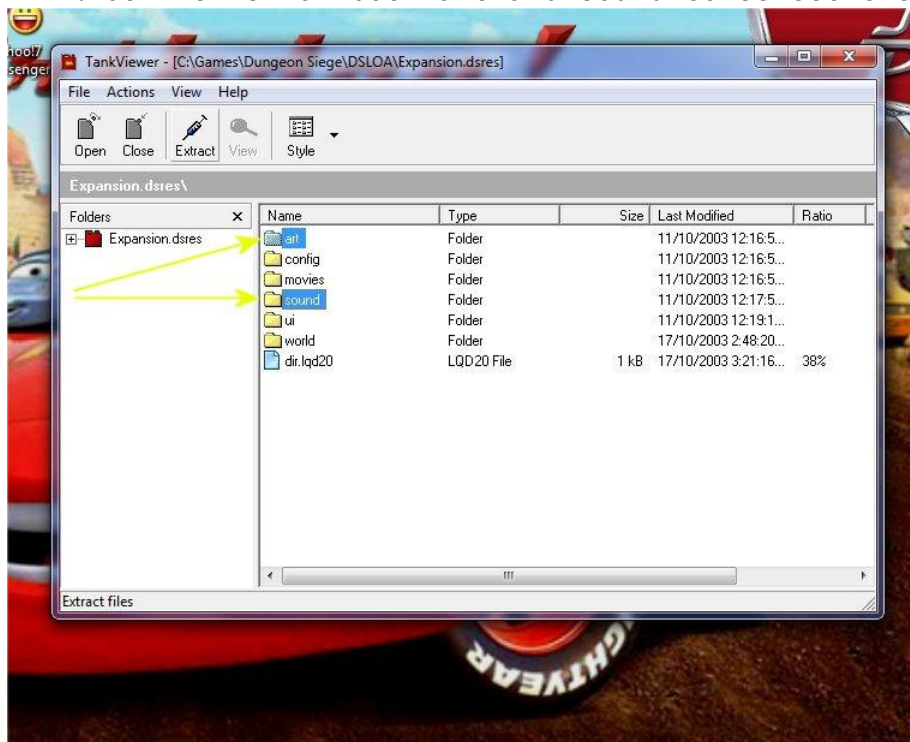 TankViewer - [C:\Games\Dungeon Siege\DSLOA\Expansion.dsres]
File Actions View Help
Open Close Extract View Style
Expansion.dsres\
Folders x Name Type Size Last Modified Ratio
Expansion.dsres
art Folder 11/10/2003 12:16:5...
config Folder 11/10/2003 12:16:5...
movies Folder 11/10/2003 12:16:5...
sound Folder 11/10/2003 12:17:5...
ui Folder 11/10/2003 12:19:1...
world Folder 17/10/2003 2:48:20...
dir.lqd20 LQD20 File 1 kB 17/10/2003 3:21:16... 38%
Extract files
GHTYEAR